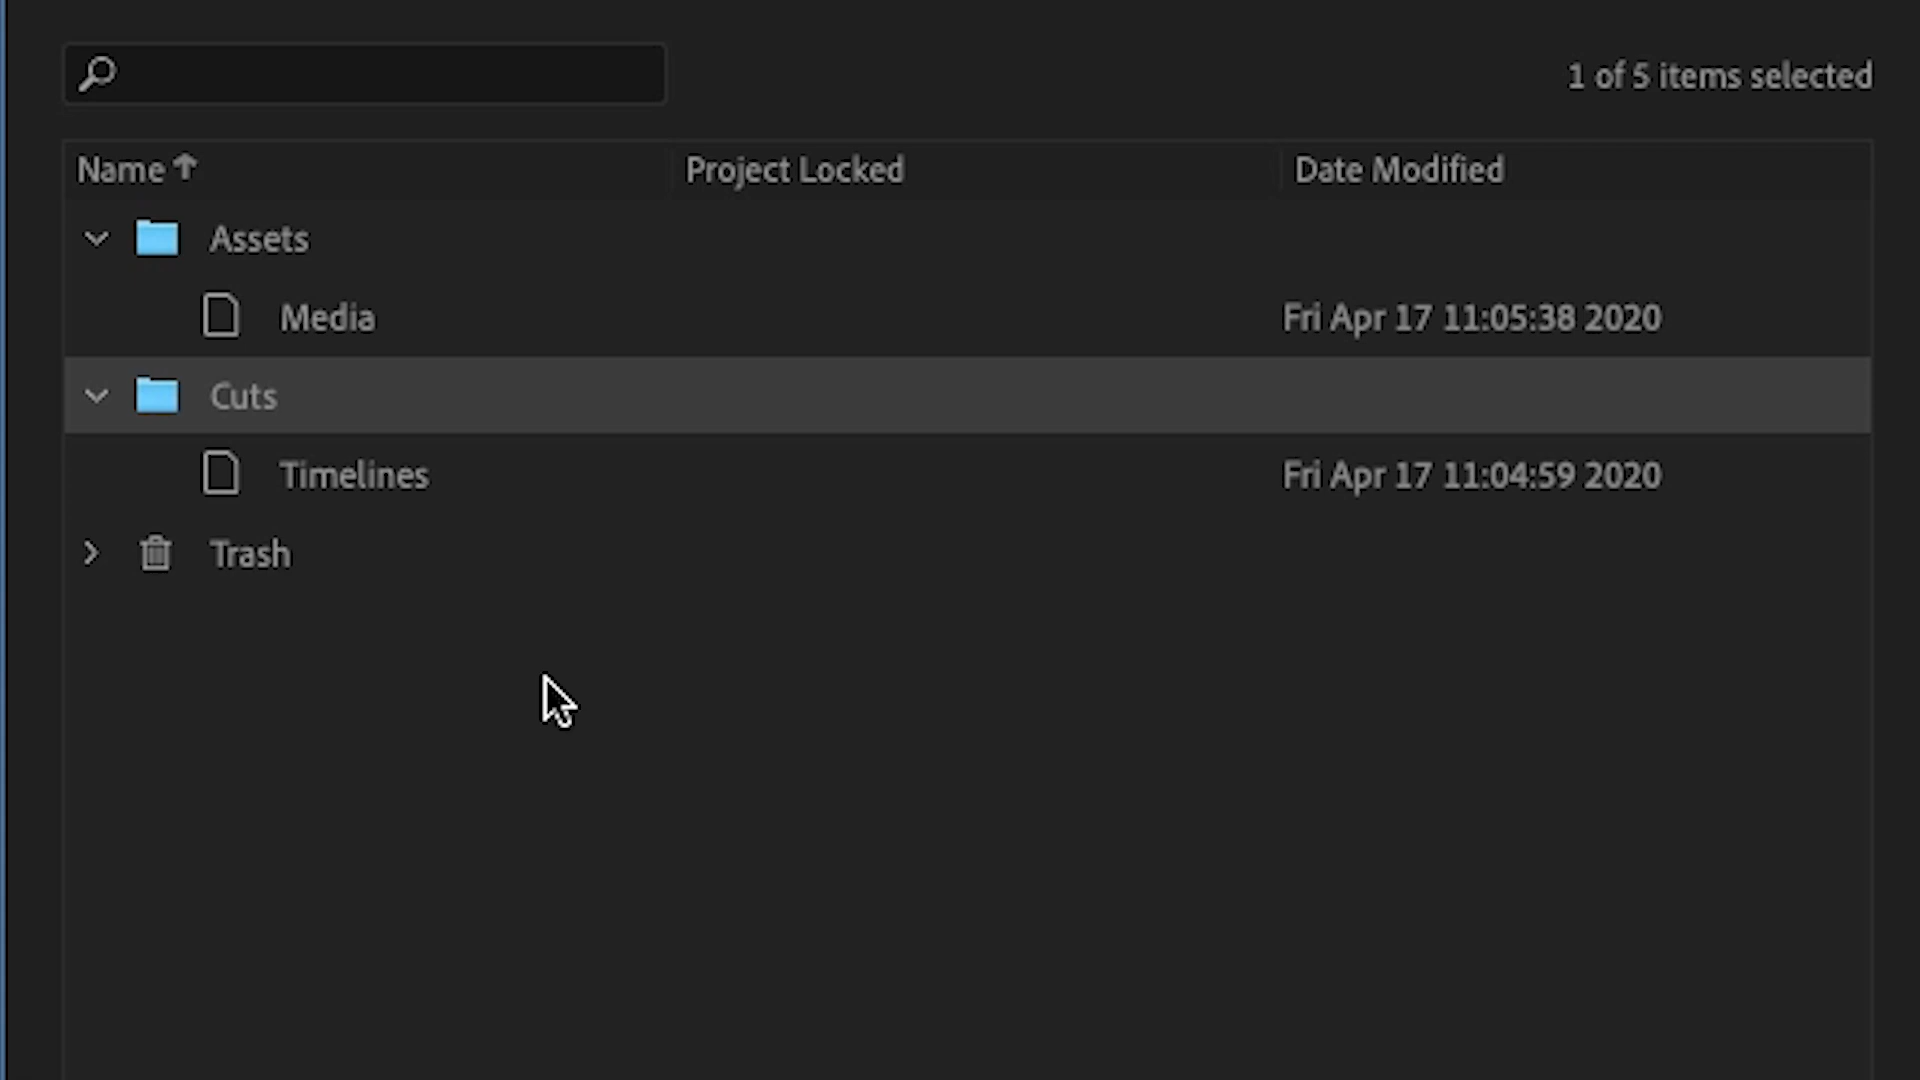 1 of 5 items selected
Name Project Locked Date Modified
Assets
Media Fri Apr 17 11:05:38 2020
Cuts
Timelines Fri Apr 17 11:04:59 2020
Trash